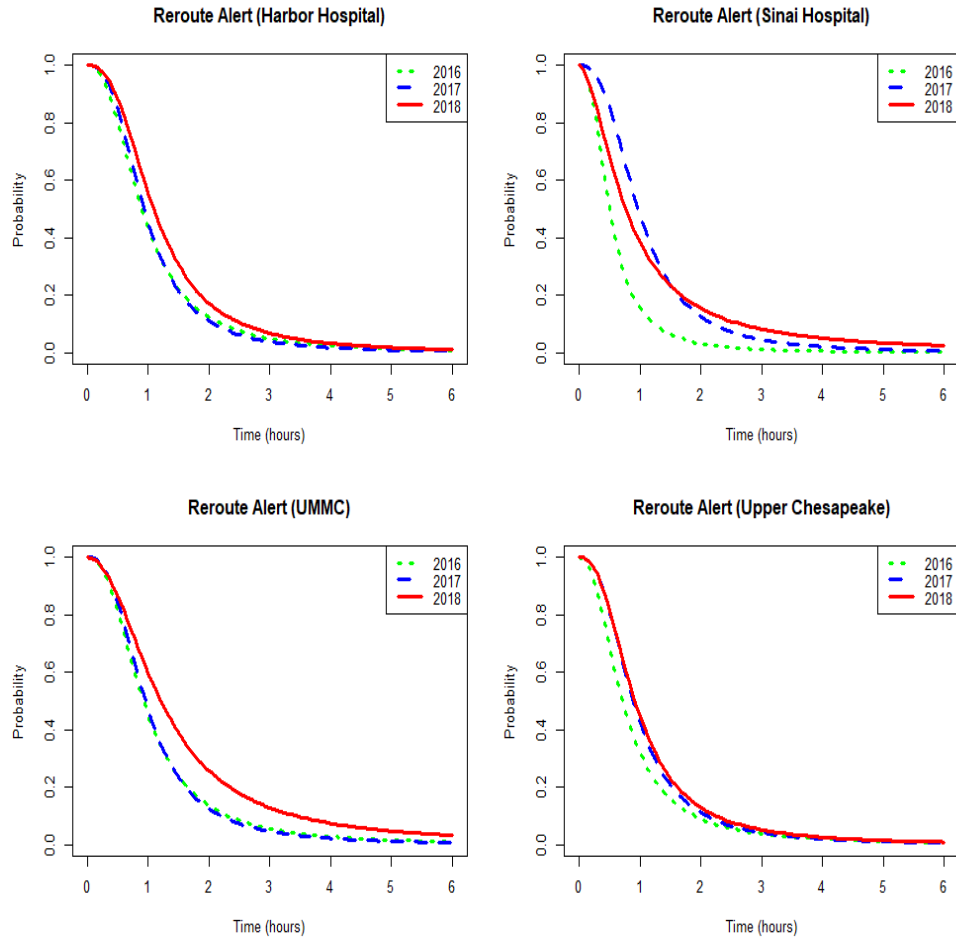 Reroute Alert (Harbor Hospital)
Probability
1.0
0.8
0.6
0.4
0.2
0.0
2016
2017
2018
0 1 2 3 4 5 6
Time (hours)
Reroute Alert (Sinai Hospital)
Probability
1.0
0.8
0.6
0.4
0.2
0.0
2016
2017
2018
0 1 2 3 4 5 6
Time (hours)
Reroute Alert (UMMC)
Probability
1.0
0.8
0.6
0.4
0.2
0.0
2016
2017
2018
0 1 2 3 4 5 6
Time (hours)
Reroute Alert (Upper Chesapeake)
Probability
1.0
0.8
0.6
0.4
0.2
0.0
2016
2017
2018
0 1 2 3 4 5 6
Time (hours)